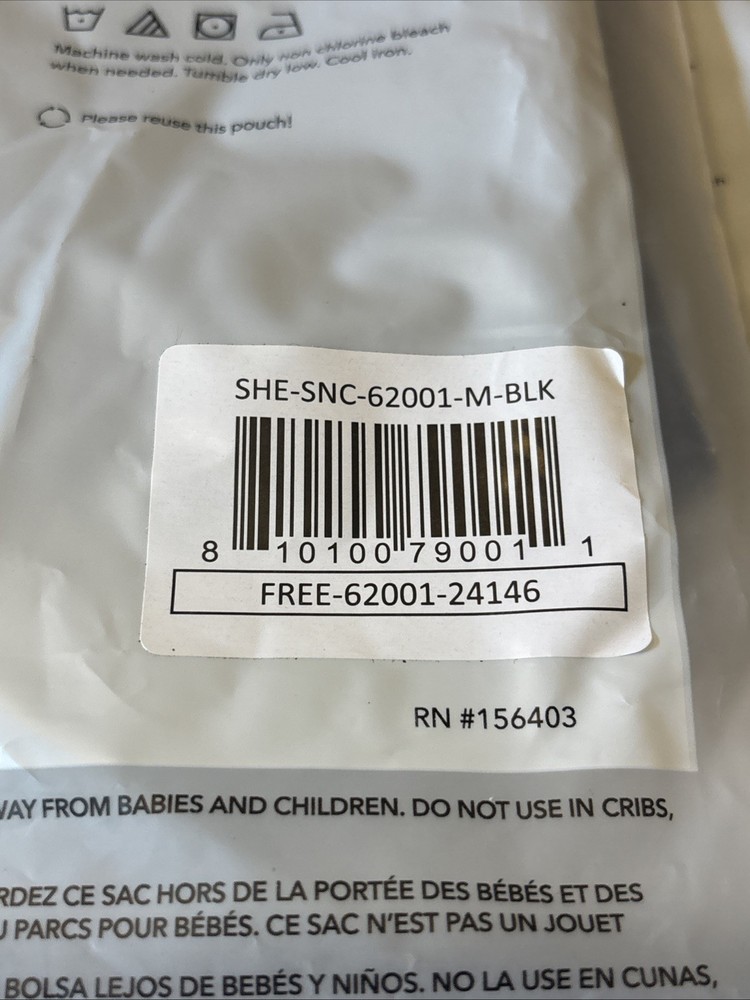 Machine wash cold. Only non chlorine bleach
when needed. Tumble dry low. Cool iron.
Please reuse this pouch!
SHE-SNC-62001-M-BLK
8 10100 79001 1
FREE-62001-24146
RN #156403
WAY FROM BABIES AND CHILDREN. DO NOT USE IN CRIBS,
RDEZ CE SAC HORS DE LA PORTÉE DES BÉBÉS ET DES
U PARCS POUR BÉBÉS. CE SAC N'EST PAS UN JOUET
BOLSA LEJOS DE BEBÉS Y NIÑOS. NO LA USE EN CUNAS,